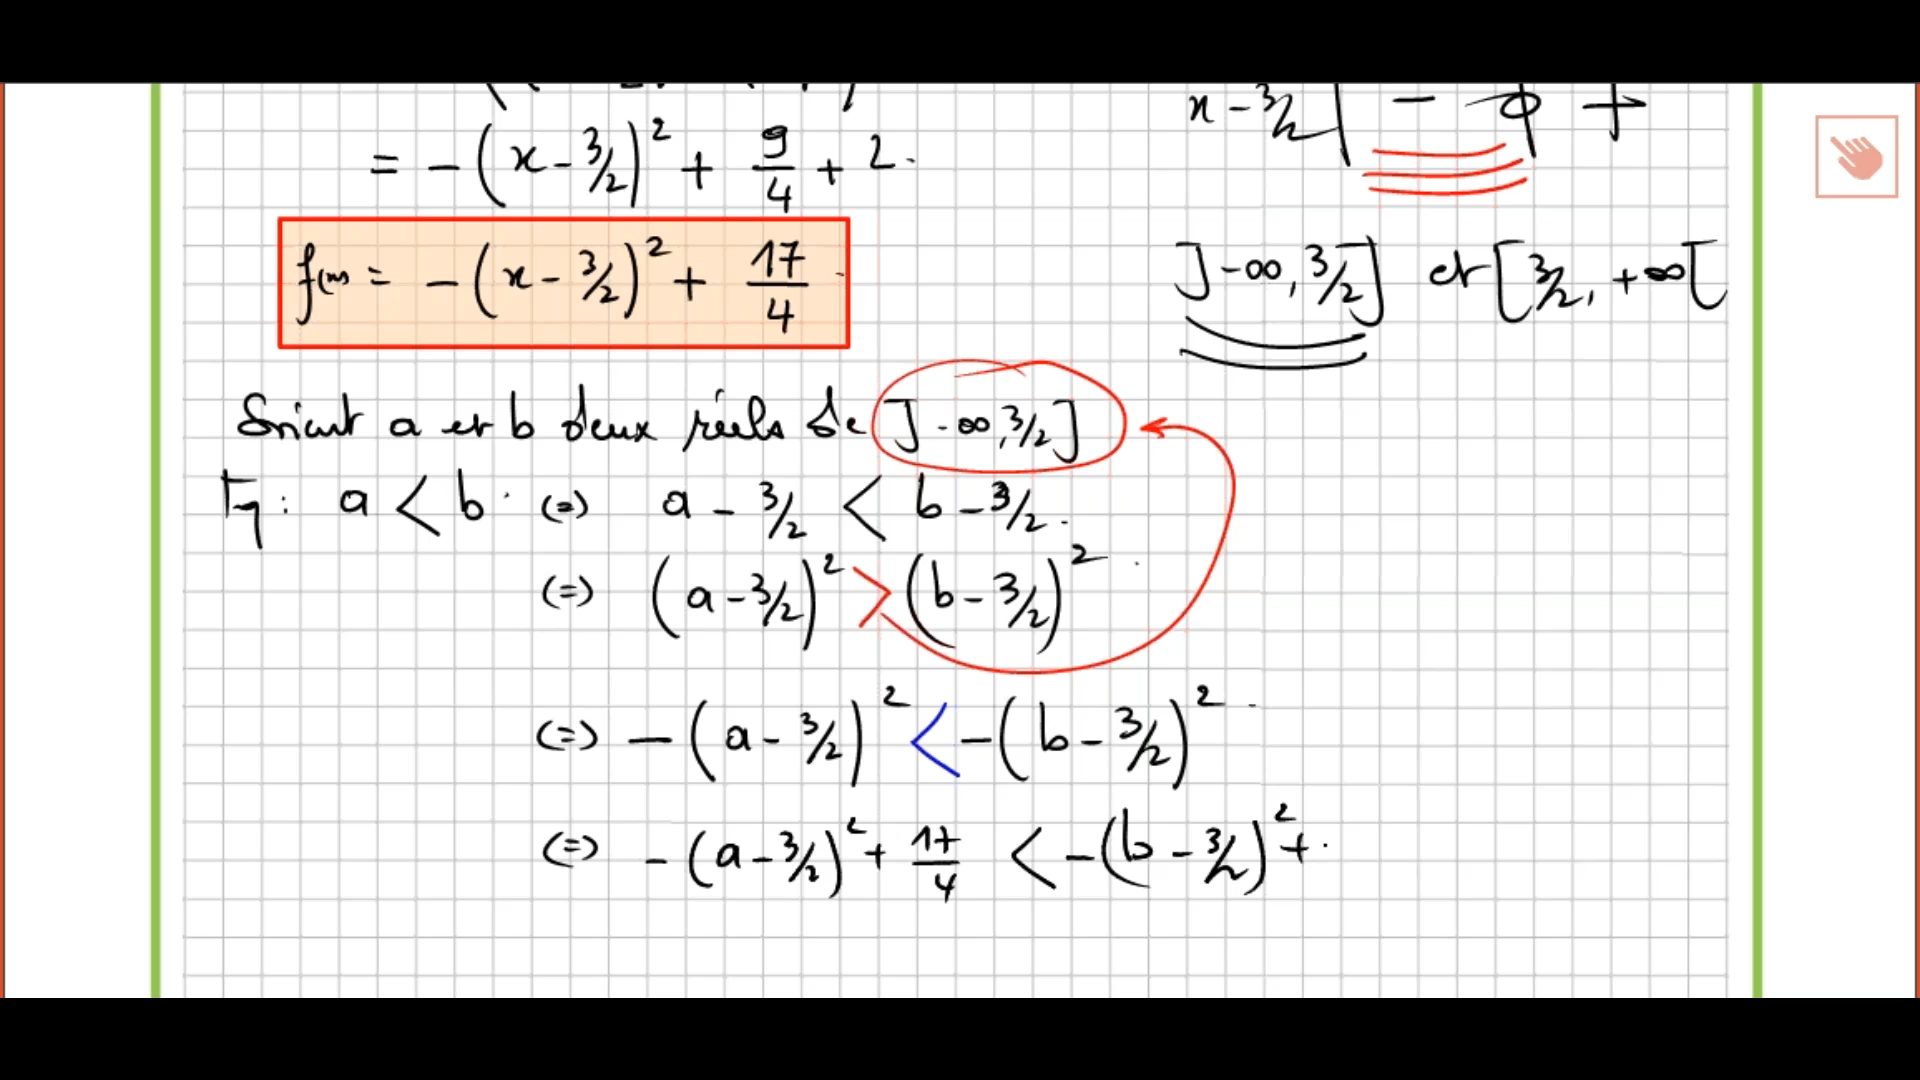 = -(x - 3/2)² + 9/4 + 2.
x - 3/2 | - 0 +
f(x) = -(x - 3/2)² + 17/4
]-∞, 3/2] et [3/2, +∞[
Soient a et b deux réels de ]-∞, 3/2]
Tq : a < b (=) a - 3/2 < b - 3/2.
(=) (a - 3/2)² > (b - 3/2)²
(=) -(a - 3/2)² < -(b - 3/2)²
(=) -(a - 3/2)² + 17/4 < -(b - 3/2)² +